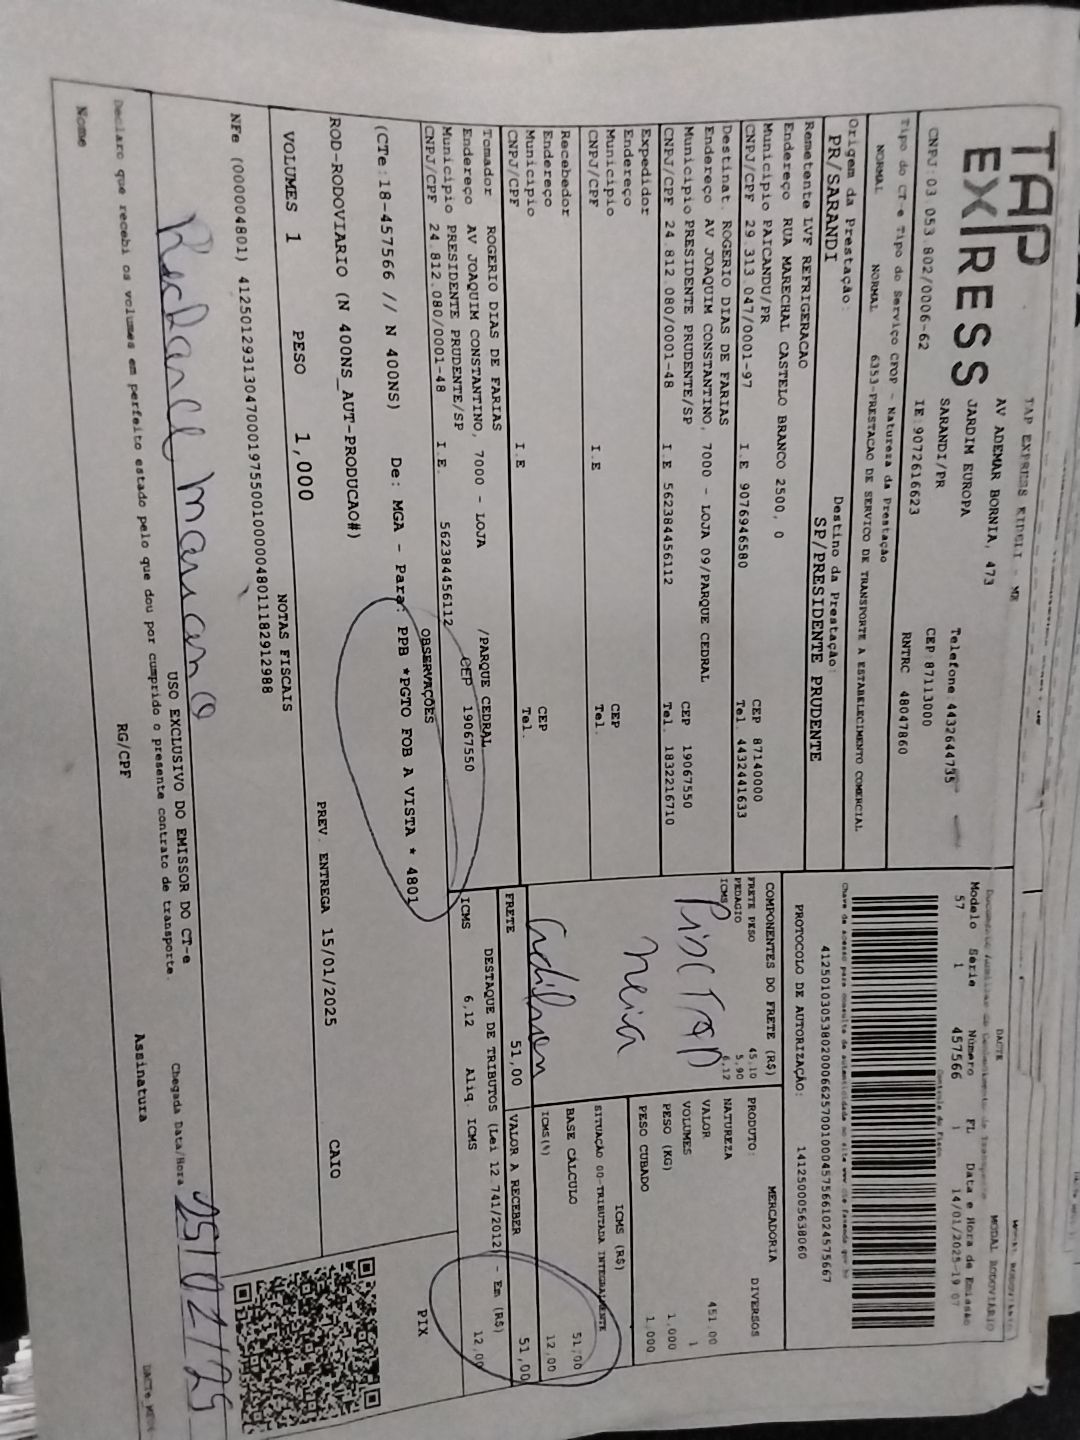 TAP EXPRESS
TAP EXPRESS EIRELI - ME
AV ADEMAR BORNIA, 473
JARDIM EUROPA
SARANDI/PR
Telefone: 4432644735
CEP: 87113000
CNPJ: 03.053.802/0006-62
IE: 9072616623
RNTRC 48047860
DACTE
MODAL RODOVIÁRIO
Modelo Serie Número FL Data e Hora de Emissão
57 1 457566 1 14/01/2025-19:07
Controle do Fisco
41250103053802000662570010004575661024575667
PROTOCOLO DE AUTORIZAÇÃO: 141250005638060
Tipo do CT-e Tipo do Serviço CFOP - Natureza da Prestação
NORMAL NORMAL 6353-PRESTACAO DE SERVICO DE TRANSPORTE A ESTABELECIMENTO COMERCIAL
Origem da Prestação: Destino da Prestação:
PR/SARANDI SP/PRESIDENTE PRUDENTE
Remetente LVF REFRIGERACAO
Endereço RUA MARECHAL CASTELO BRANCO 2500, 0
Município PAICANDU/PR CEP 87140000
CNPJ/CPF 29.313.047/0001-97 I.E 9076946580 Tel. 4432441633
Destinat. ROGERIO DIAS DE FARIAS
Endereço AV JOAQUIM CONSTANTINO, 7000 - LOJA 09/PARQUE CEDRAL
Município PRESIDENTE PRUDENTE/SP CEP 19067550
CNPJ/CPF 24.812.080/0001-48 I.E 562384456112 Tel. 1832216710
Expedidor
Endereço
Município CEP
CNPJ/CPF I.E Tel.
Recebedor
Endereço
Município CEP
CNPJ/CPF I.E Tel.
Tomador ROGERIO DIAS DE FARIAS
Endereço AV JOAQUIM CONSTANTINO, 7000 - LOJA /PARQUE CEDRAL
Município PRESIDENTE PRUDENTE/SP CEP 19067550
CNPJ/CPF 24.812.080/0001-48 I.E. 562384456112
COMPONENTES DO FRETE (R$)
FRETE PESO 45,10
PEDAGIO 5,90
ICMS 6,12
FRETE 51,00
MERCADORIA
PRODUTO: DIVERSOS
NATUREZA
VALOR 451,00
VOLUMES 1
PESO (KG) 1,000
PESO CUBADO 1,000
ICMS (R$)
SITUAÇÃO 00-TRIBUTADA INTEGRALMENTE
BASE CÁLCULO 51,00
ICMS(%) 12,00
VALOR A RECEBER 51,00
DESTAQUE DE TRIBUTOS (Lei 12.741/2012) - Em (R$)
ICMS 6,12 Aliq. ICMS 12,00
OBSERVAÇÕES
(CTe:18-457566 // N 400NS) De: MGA - Para: PPB *PGTO FOB A VISTA * 4801
PIX
ROD-RODOVIARIO (N 400NS_AUT-PRODUCAO#)
PREV. ENTREGA 15/01/2025 CAIO
VOLUMES 1 PESO 1,000
NOTAS FISCAIS
NFe (000004801) 41250129313047000197550010000048011182912988
USO EXCLUSIVO DO EMISSOR DO CT-e
Declaro que recebi os volumes em perfeito estado pelo que dou por cumprido o presente contrato de transporte.
Chegada Data/Hora
Nome RG/CPF Assinatura